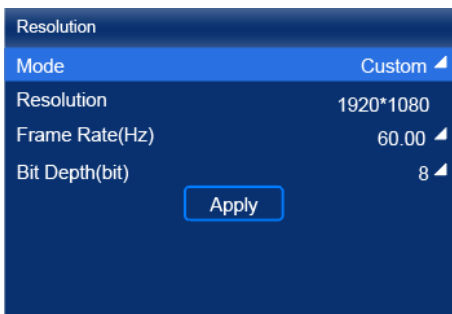 Resolution
Mode Custom
Resolution 1920*1080
Frame Rate(Hz) 60.00
Bit Depth(bit) 8
Apply